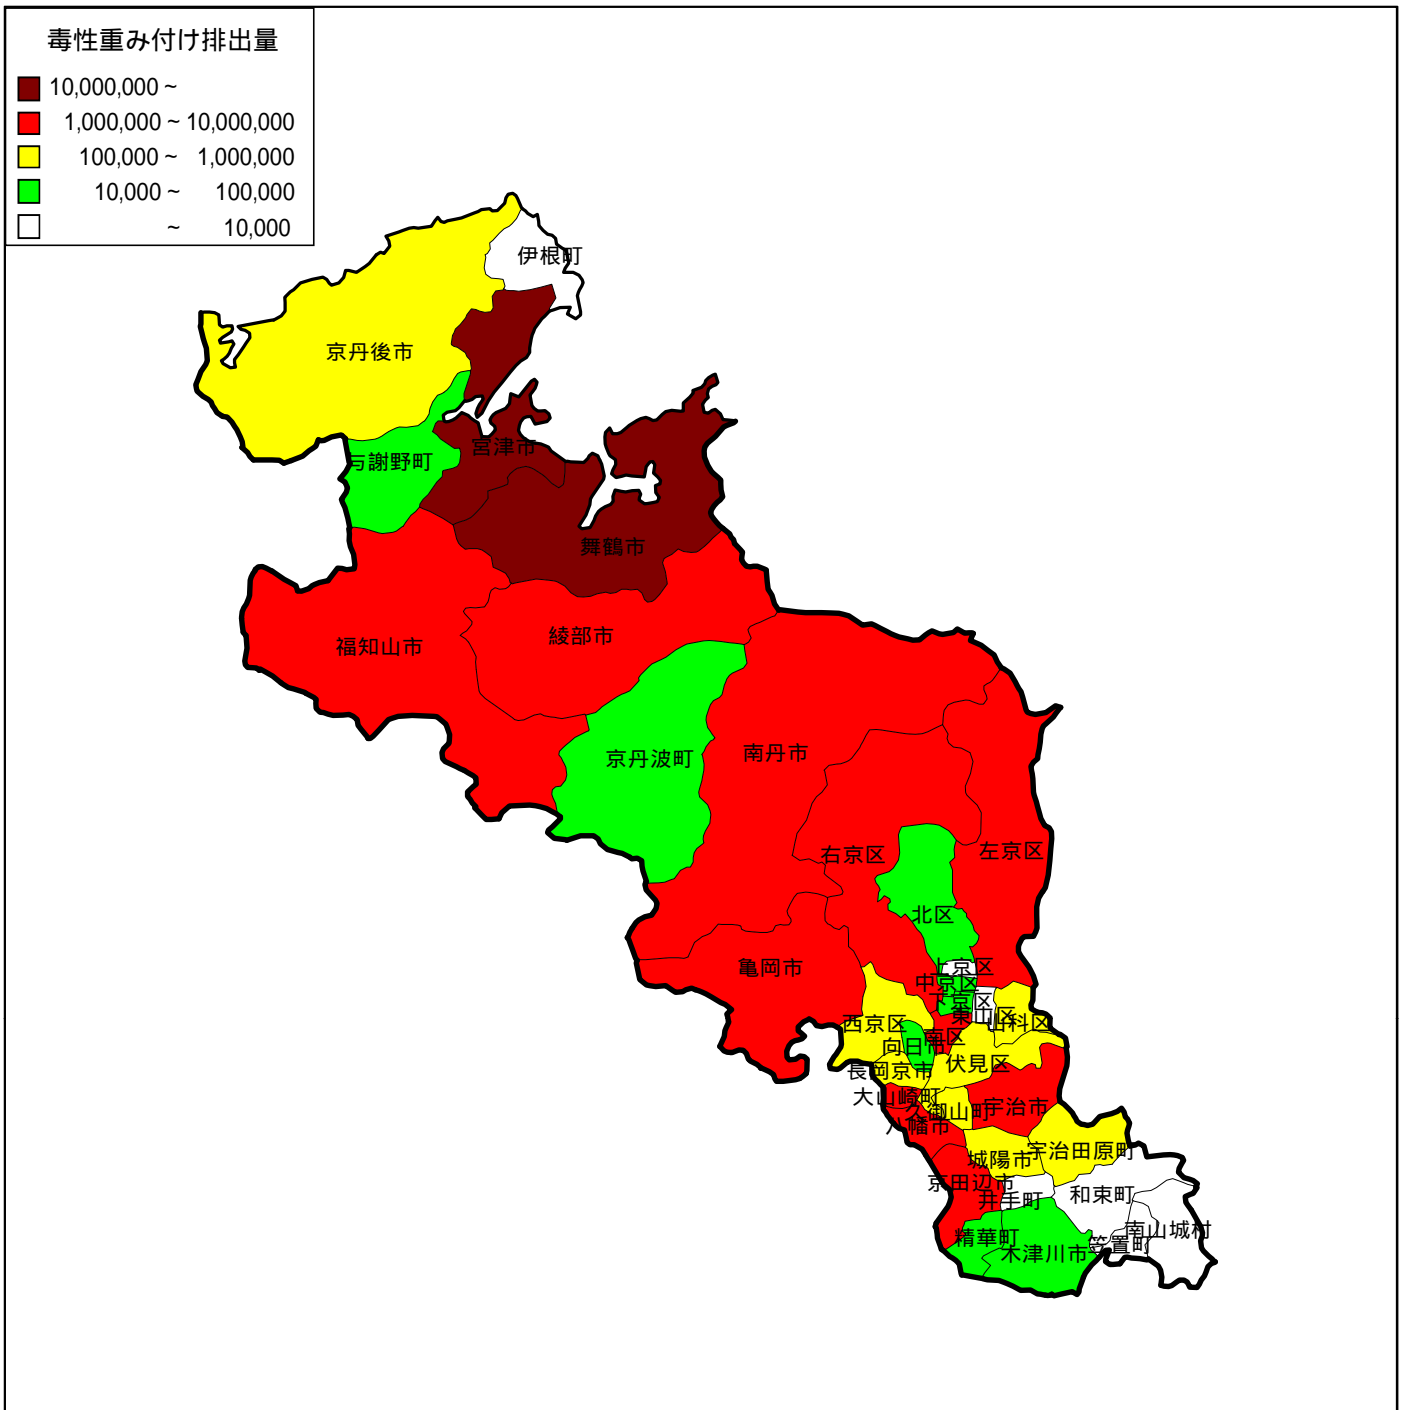 毒性重み付け排出量
10,000,000 ~
1,000,000 ~ 10,000,000
100,000 ~ 1,000,000
10,000 ~ 100,000
~ 10,000
伊根町
京丹後市
宮津市
与謝野町
舞鶴市
綾部市
福知山市
京丹波町
南丹市
右京区
左京区
北区
上京区
亀岡市
中京区
下京区
東山区
山科区
西京区
南区
向日市
伏見区
長岡京市
大山崎町
久御山町
宇治市
八幡市
宇治田原町
城陽市
京田辺市
和束町
井手町
南山城村
精華町
笠置町
木津川市